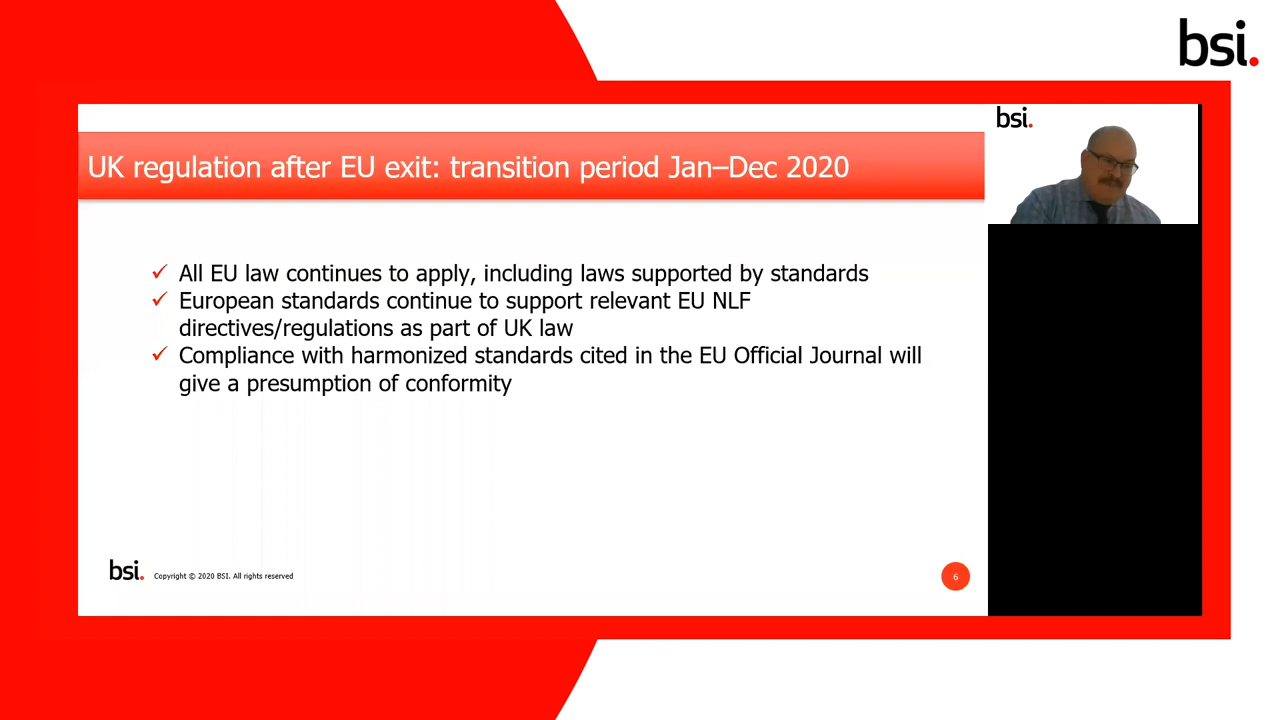 bsi.
bsi.
UK regulation after EU exit: transition period Jan–Dec 2020
✓ All EU law continues to apply, including laws supported by standards
✓ European standards continue to support relevant EU NLF
directives/regulations as part of UK law
✓ Compliance with harmonized standards cited in the EU Official Journal will
give a presumption of conformity
bsi. Copyright © 2020 BSI. All rights reserved
6